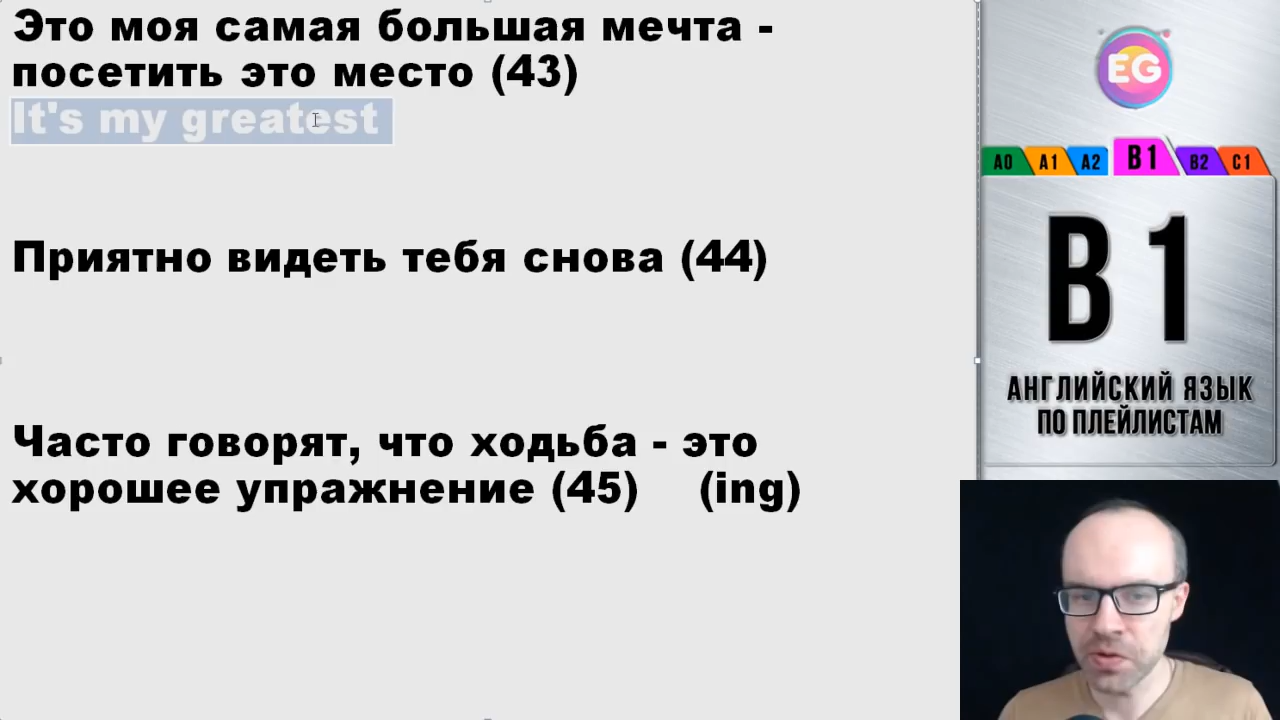 Это моя самая большая мечта -
посетить это место (43)
It's my greatest
Приятно видеть тебя снова (44)
Часто говорят, что ходьба - это
хорошее упражнение (45) (ing)
EG
A0 A1 A2 B1 B2 C1
B1
АНГЛИЙСКИЙ ЯЗЫК
ПО ПЛЕЙЛИСТАМ